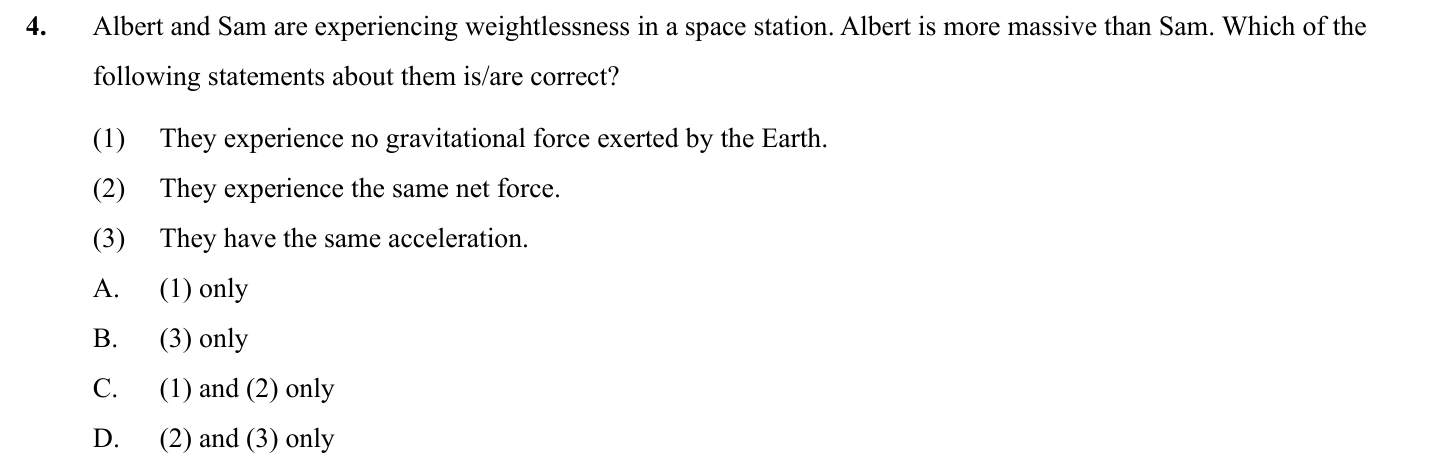 4. Albert and Sam are experiencing weightlessness in a space station. Albert is more massive than Sam. Which of the
following statements about them is/are correct?
(1) They experience no gravitational force exerted by the Earth.
(2) They experience the same net force.
(3) They have the same acceleration.
A. (1) only
B. (3) only
C. (1) and (2) only
D. (2) and (3) only